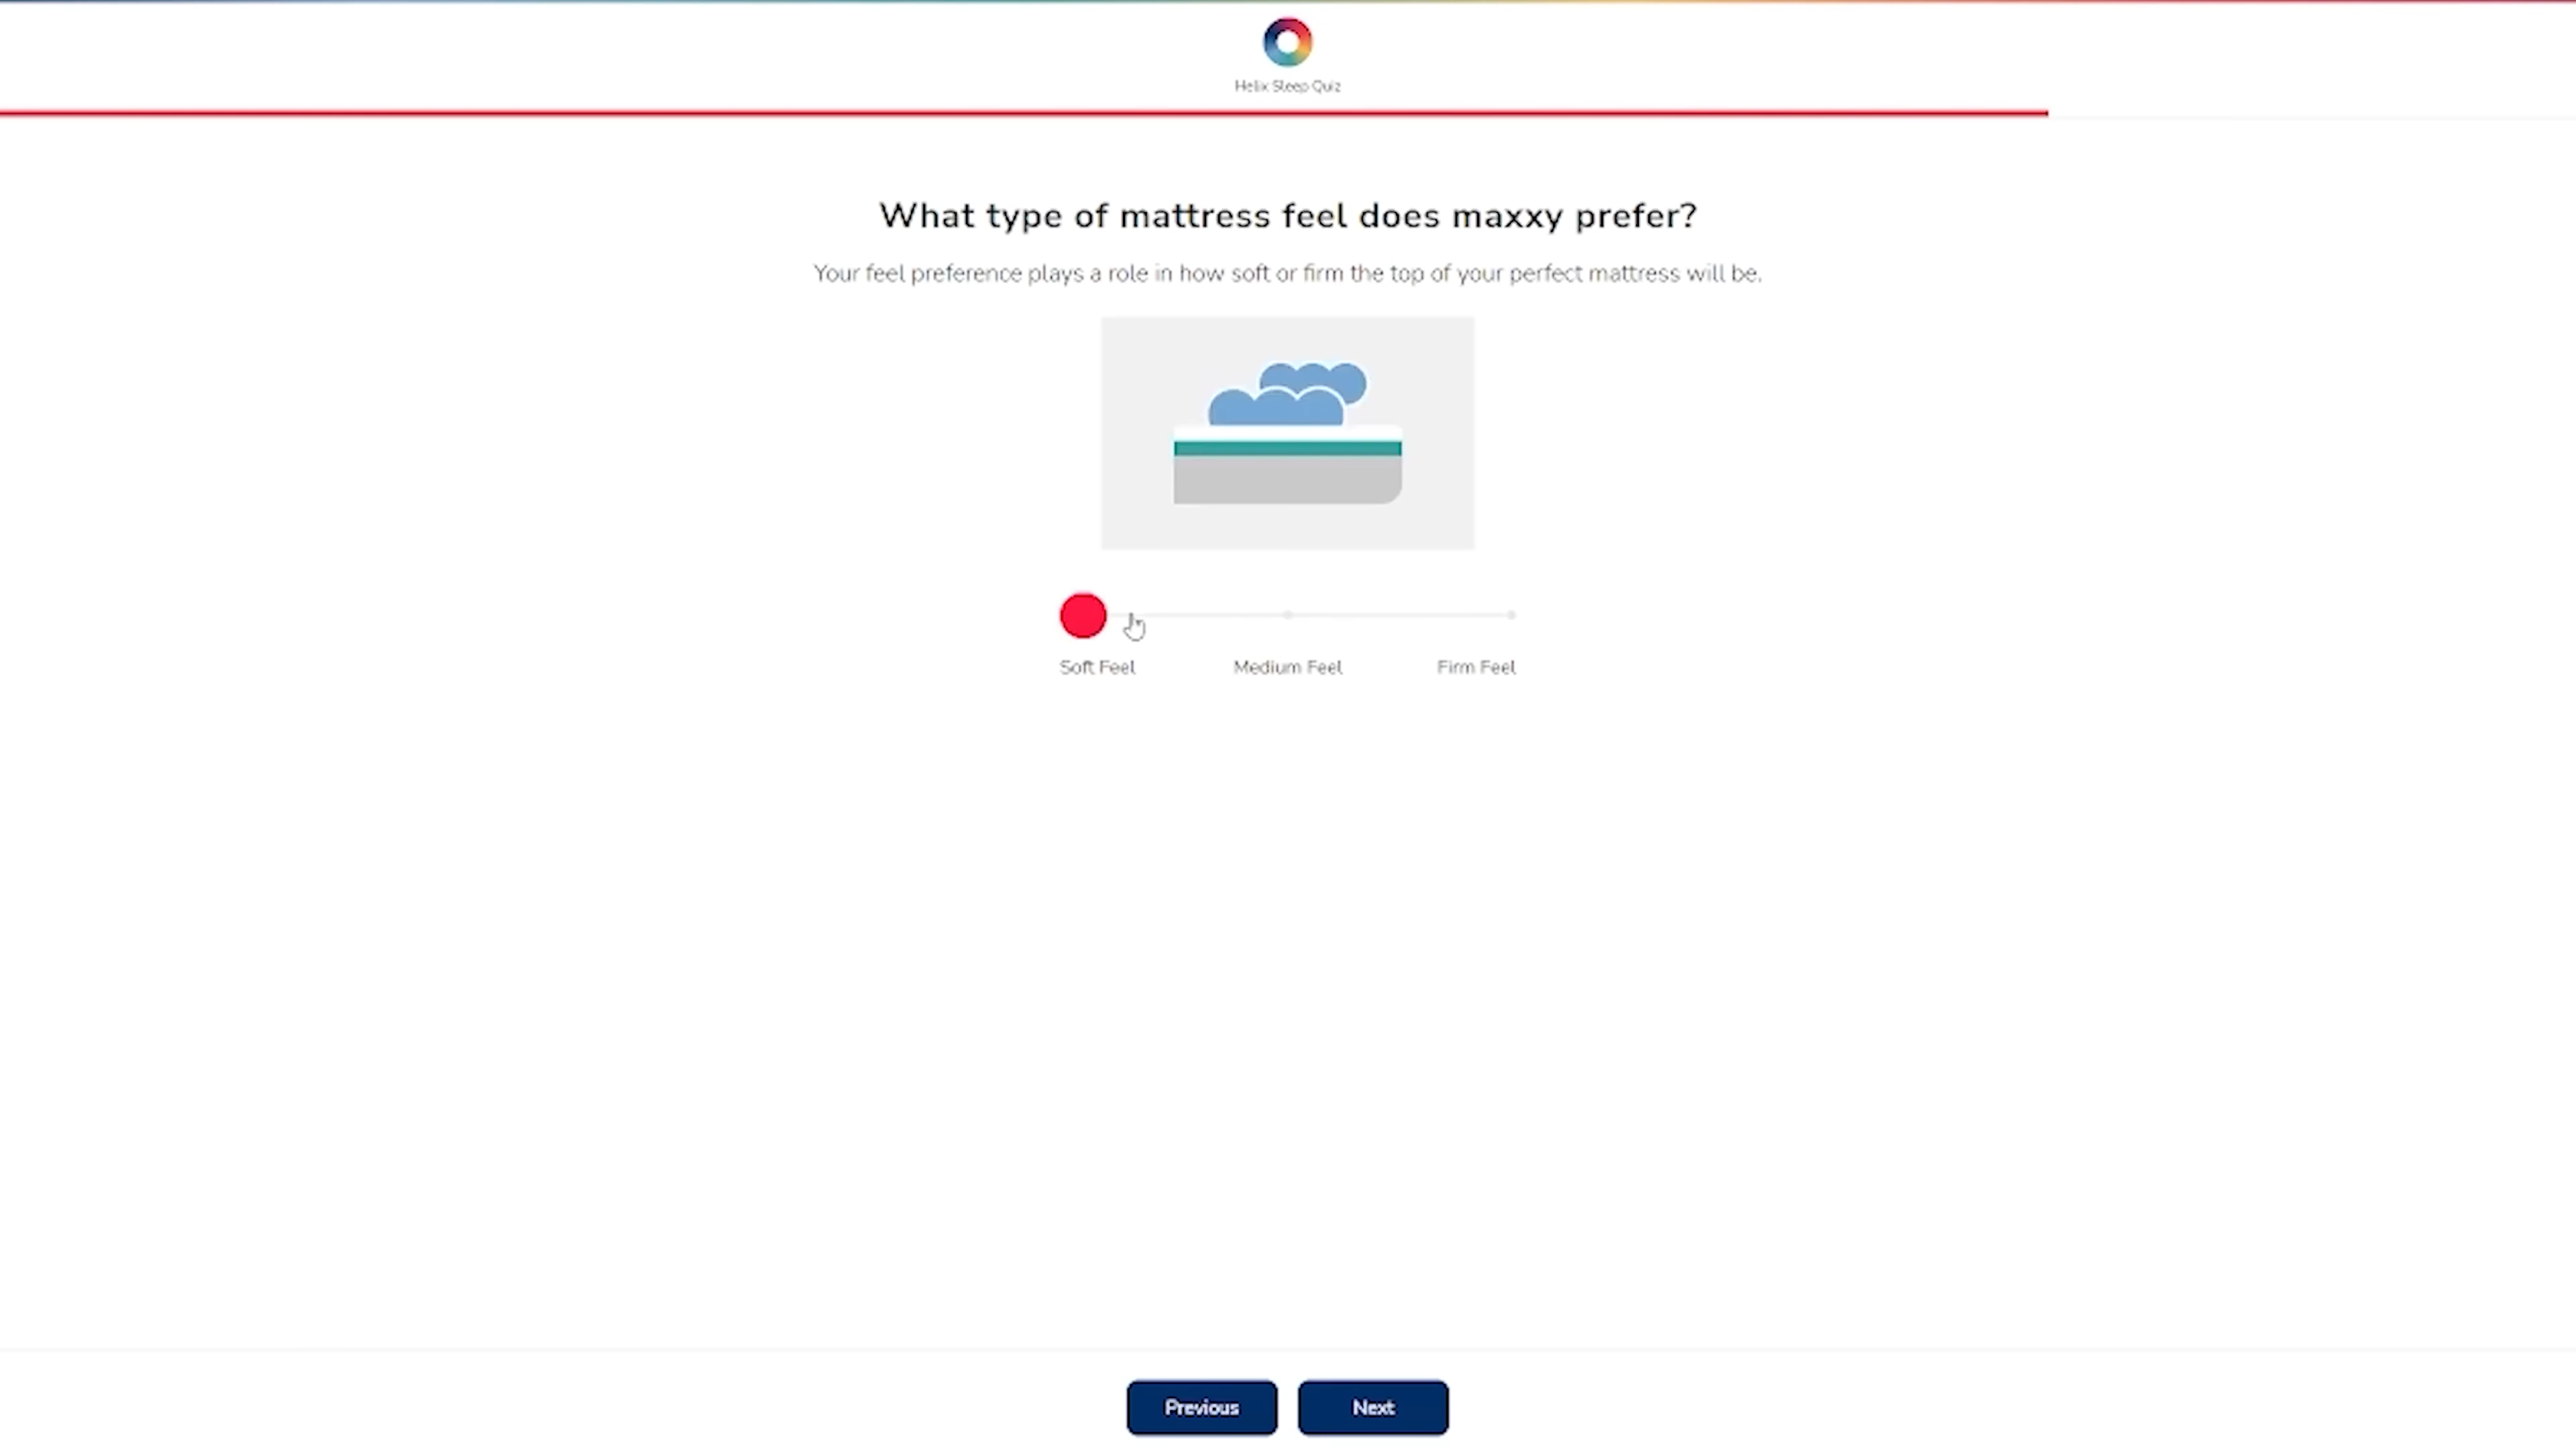 Helix Sleep Quiz
What type of mattress feel does maxxy prefer?
Your feel preference plays a role in how soft or firm the top of your perfect mattress will be.
Soft Feel Medium Feel Firm Feel
Previous Next